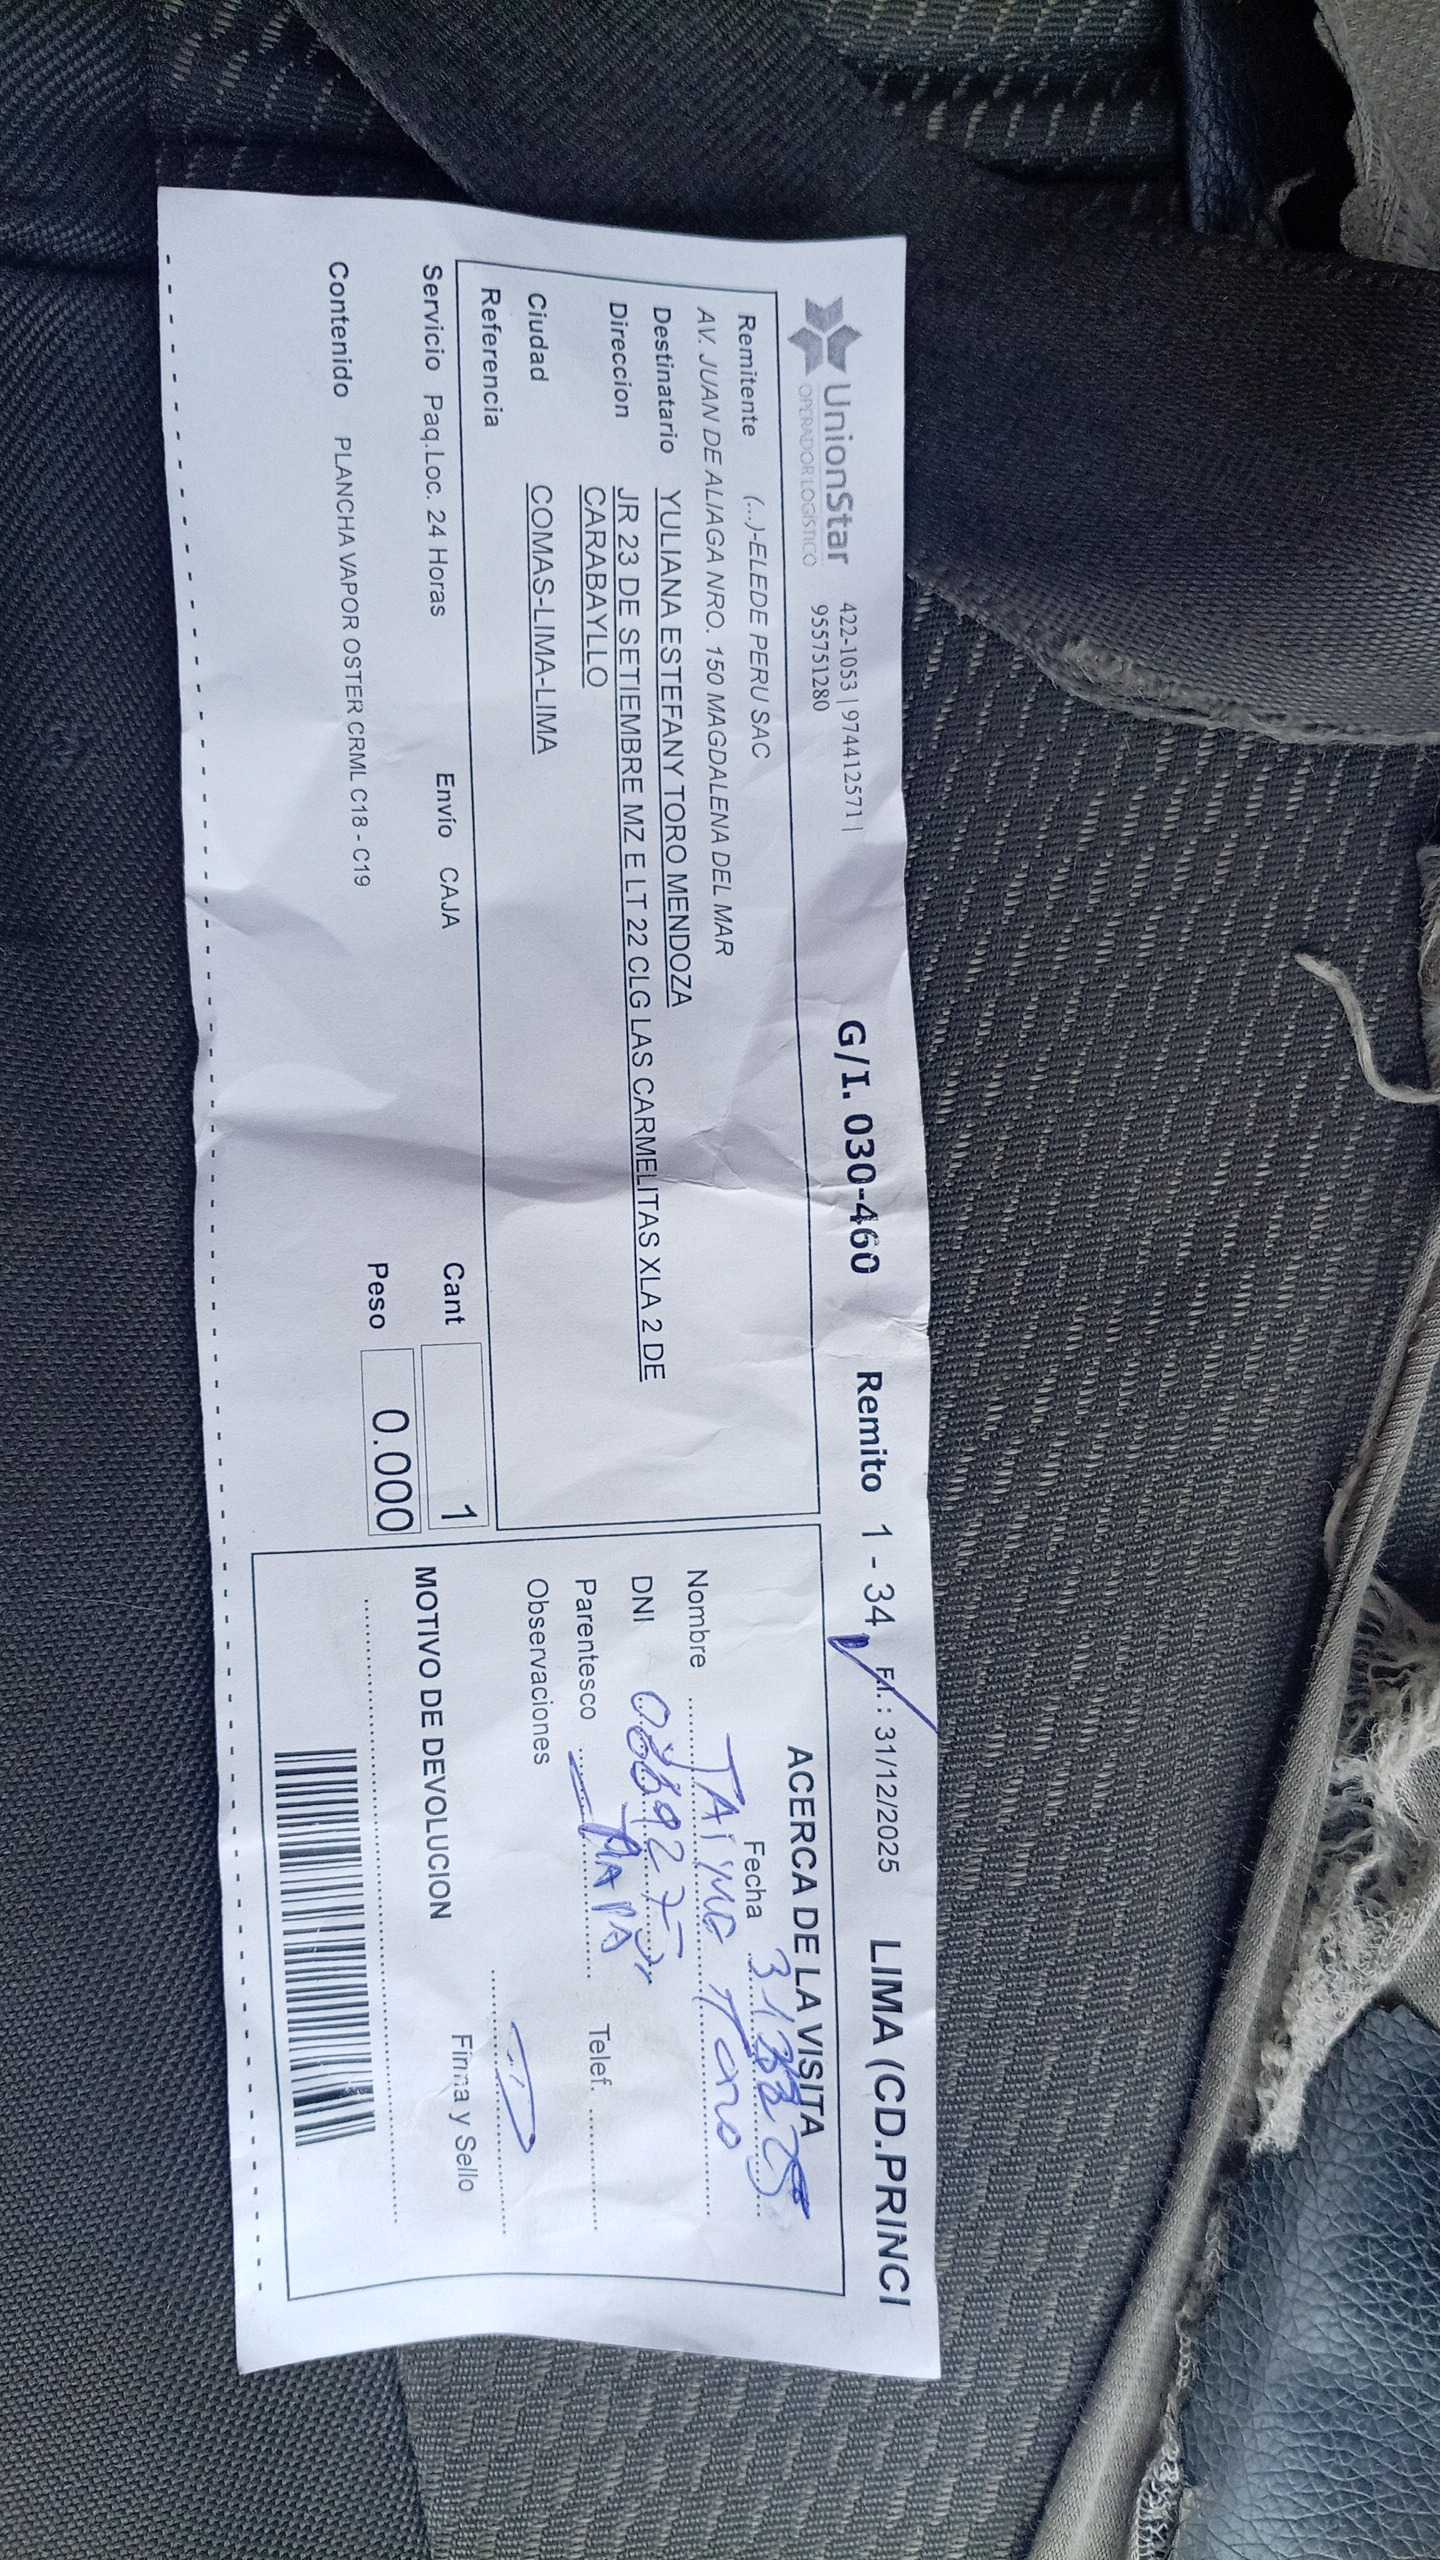 UnionStar
OPERADOR LOGÍSTICO
422-1053 | 974412571 |
955751280
G/I. 030-460
Remito 1 - 34
F.I.: 31/12/2025
LIMA (CD.PRINCI
Remitente (...)-ELEDE PERU SAC
AV. JUAN DE ALIAGA NRO. 150 MAGDALENA DEL MAR
Destinatario YULIANA ESTEFANY TORO MENDOZA
Direccion JR 23 DE SETIEMBRE MZ E LT 22 CLG LAS CARMELITAS XLA 2 DE
CARABAYLLO
Ciudad COMAS-LIMA-LIMA
Referencia
Servicio Paq.Loc. 24 Horas Envío CAJA Cant 1
Contenido PLANCHA VAPOR OSTER CRML C18 - C19 Peso 0.000
ACERCA DE LA VISITA
Fecha
Nombre Toro
DNI
Parentesco PAPA Telef.
Observaciones
Firma y Sello
MOTIVO DE DEVOLUCION